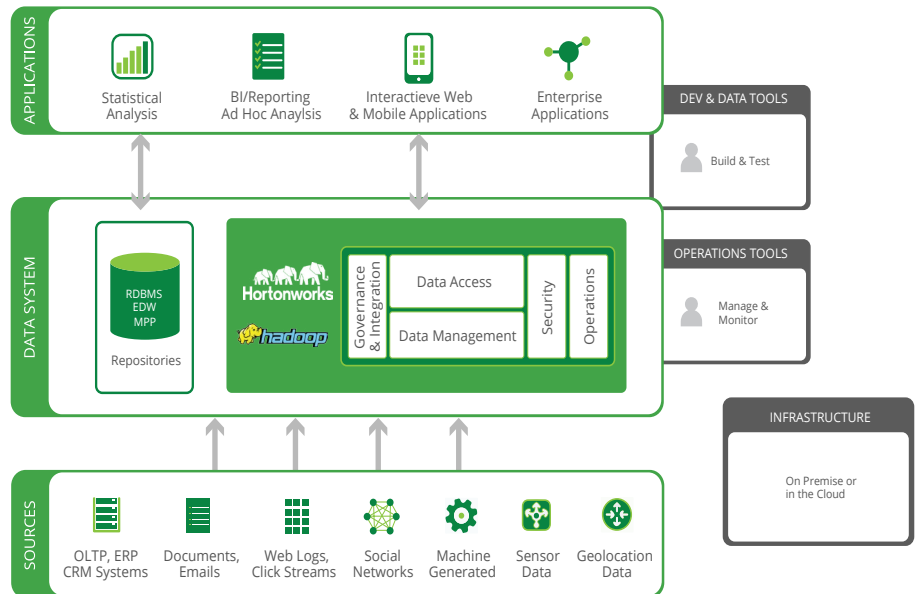 APPLICATIONS
Statistical
Analysis
BI/Reporting
Ad Hoc Anaylsis
Interactieve Web
& Mobile Applications
Enterprise
Applications
DEV & DATA TOOLS
Build & Test
DATA SYSTEM
RDBMS
EDW
MPP
Repositories
Hortonworks
hadoop
Governance
& Integration
Data Access
Data Management
Security
Operations
OPERATIONS TOOLS
Manage &
Monitor
INFRASTRUCTURE
On Premise or
in the Cloud
SOURCES
OLTP, ERP
CRM Systems
Documents,
Emails
Web Logs,
Click Streams
Social
Networks
Machine
Generated
Sensor
Data
Geolocation
Data